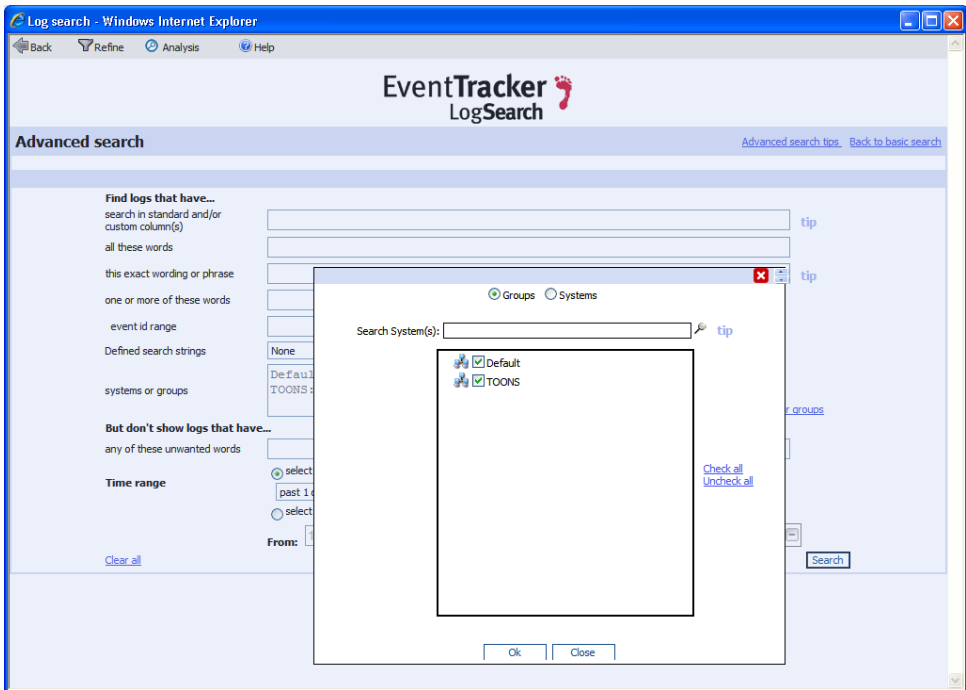 Log search - Windows Internet Explorer
Back Refine Analysis Help
EventTracker
LogSearch
Advanced search
Advanced search tips Back to basic search
Find logs that have...
search in standard and/or
custom column(s)
tip
all these words
this exact wording or phrase
tip
one or more of these words
event id range
Defined search strings
None
systems or groups
Defaul
TOONS:
r groups
But don't show logs that have...
any of these unwanted words
Time range
select
past 1
select
From:
Clear all
Search
Groups Systems
Search System(s):
tip
Default
TOONS
Check all
Uncheck all
Ok Close